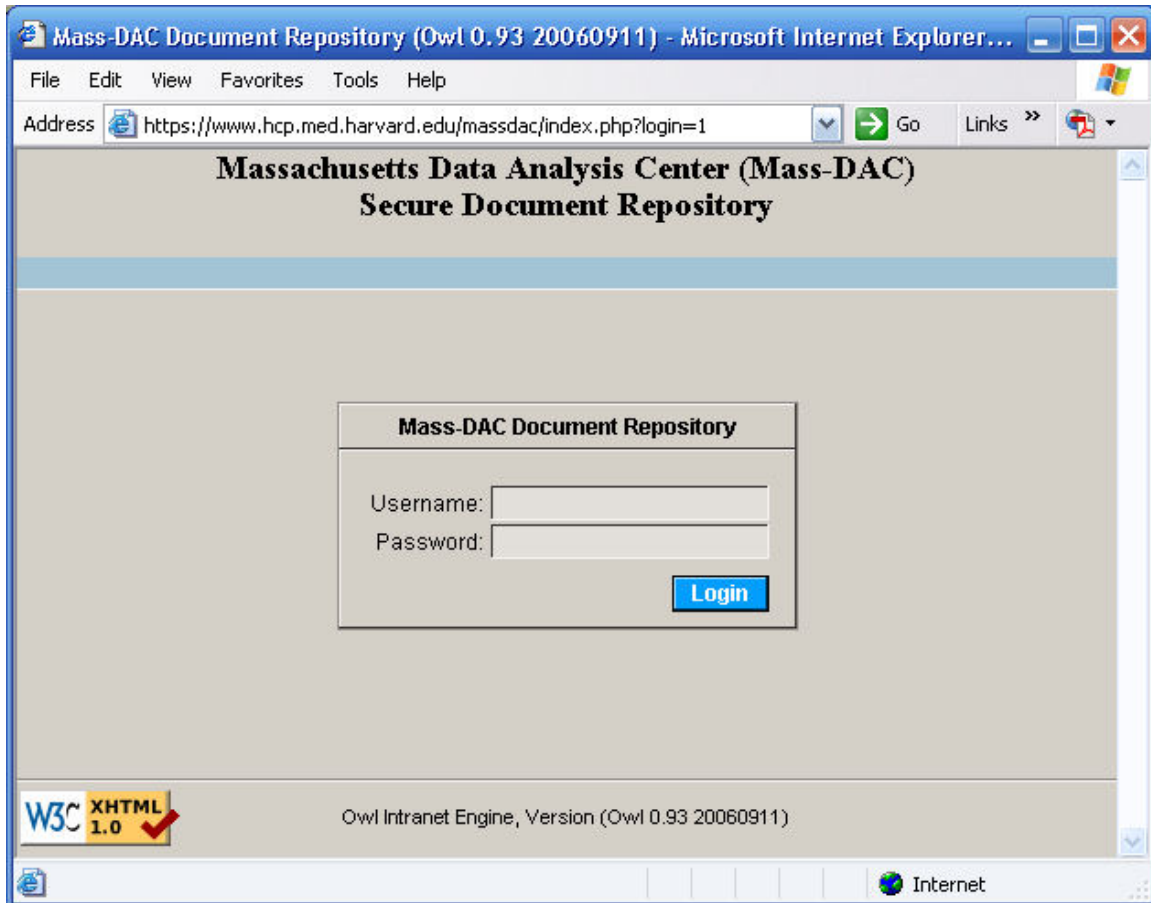 Mass-DAC Document Repository (Owl 0.93 20060911) - Microsoft Internet Explorer...
File Edit View Favorites Tools Help
Address https://www.hcp.med.harvard.edu/massdac/index.php?login=1 Go Links »
Massachusetts Data Analysis Center (Mass-DAC)
Secure Document Repository
Mass-DAC Document Repository
Username:
Password:
Login
W3C XHTML 1.0
Owl Intranet Engine, Version (Owl 0.93 20060911)
Internet